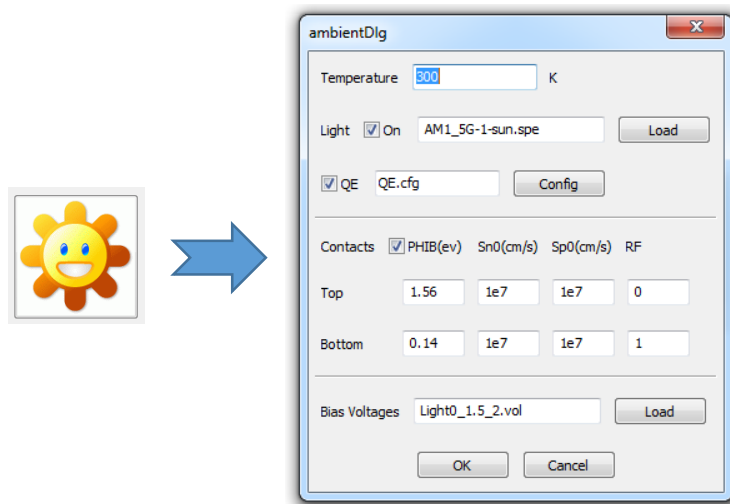 ambientDlg
Temperature 300 K
Light On AM1_5G-1-sun.spe Load
QE QE.cfg Config
Contacts PHIB(ev) Sn0(cm/s) Sp0(cm/s) RF
Top 1.56 1e7 1e7 0
Bottom 0.14 1e7 1e7 1
Bias Voltages Light0_1.5_2.vol Load
OK Cancel